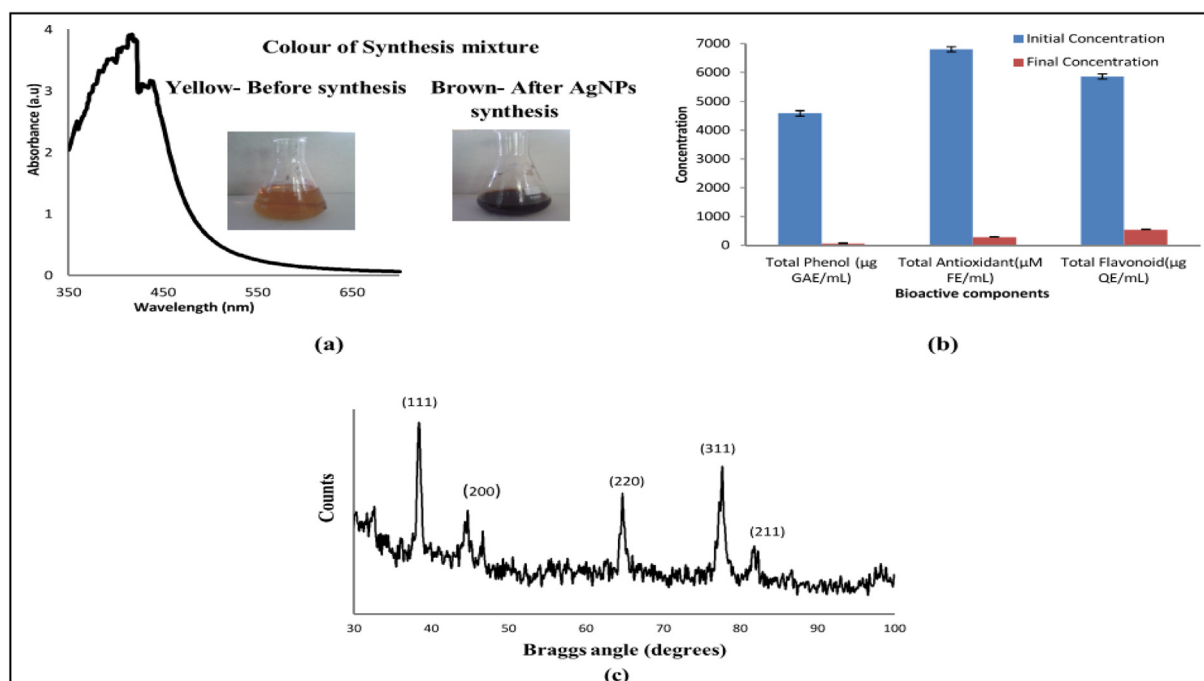 4
3
2
1
0
Absorbance (a.u)
350
450
550
650
Wavelength (nm)
Colour of Synthesis mixture
Yellow- Before synthesis
Brown- After AgNPs
synthesis
(a)
Initial Concentration
Final Concentration
7000
6000
5000
4000
3000
2000
1000
0
Concentration
Total Phenol (µg
GAE/mL)
Total Antioxidant(µM
FE/mL)
Total Flavonoid(µg
QE/mL)
Bioactive components
(b)
(111)
(200)
(220)
(311)
(211)
Counts
30
40
50
60
70
80
90
100
Braggs angle (degrees)
(c)